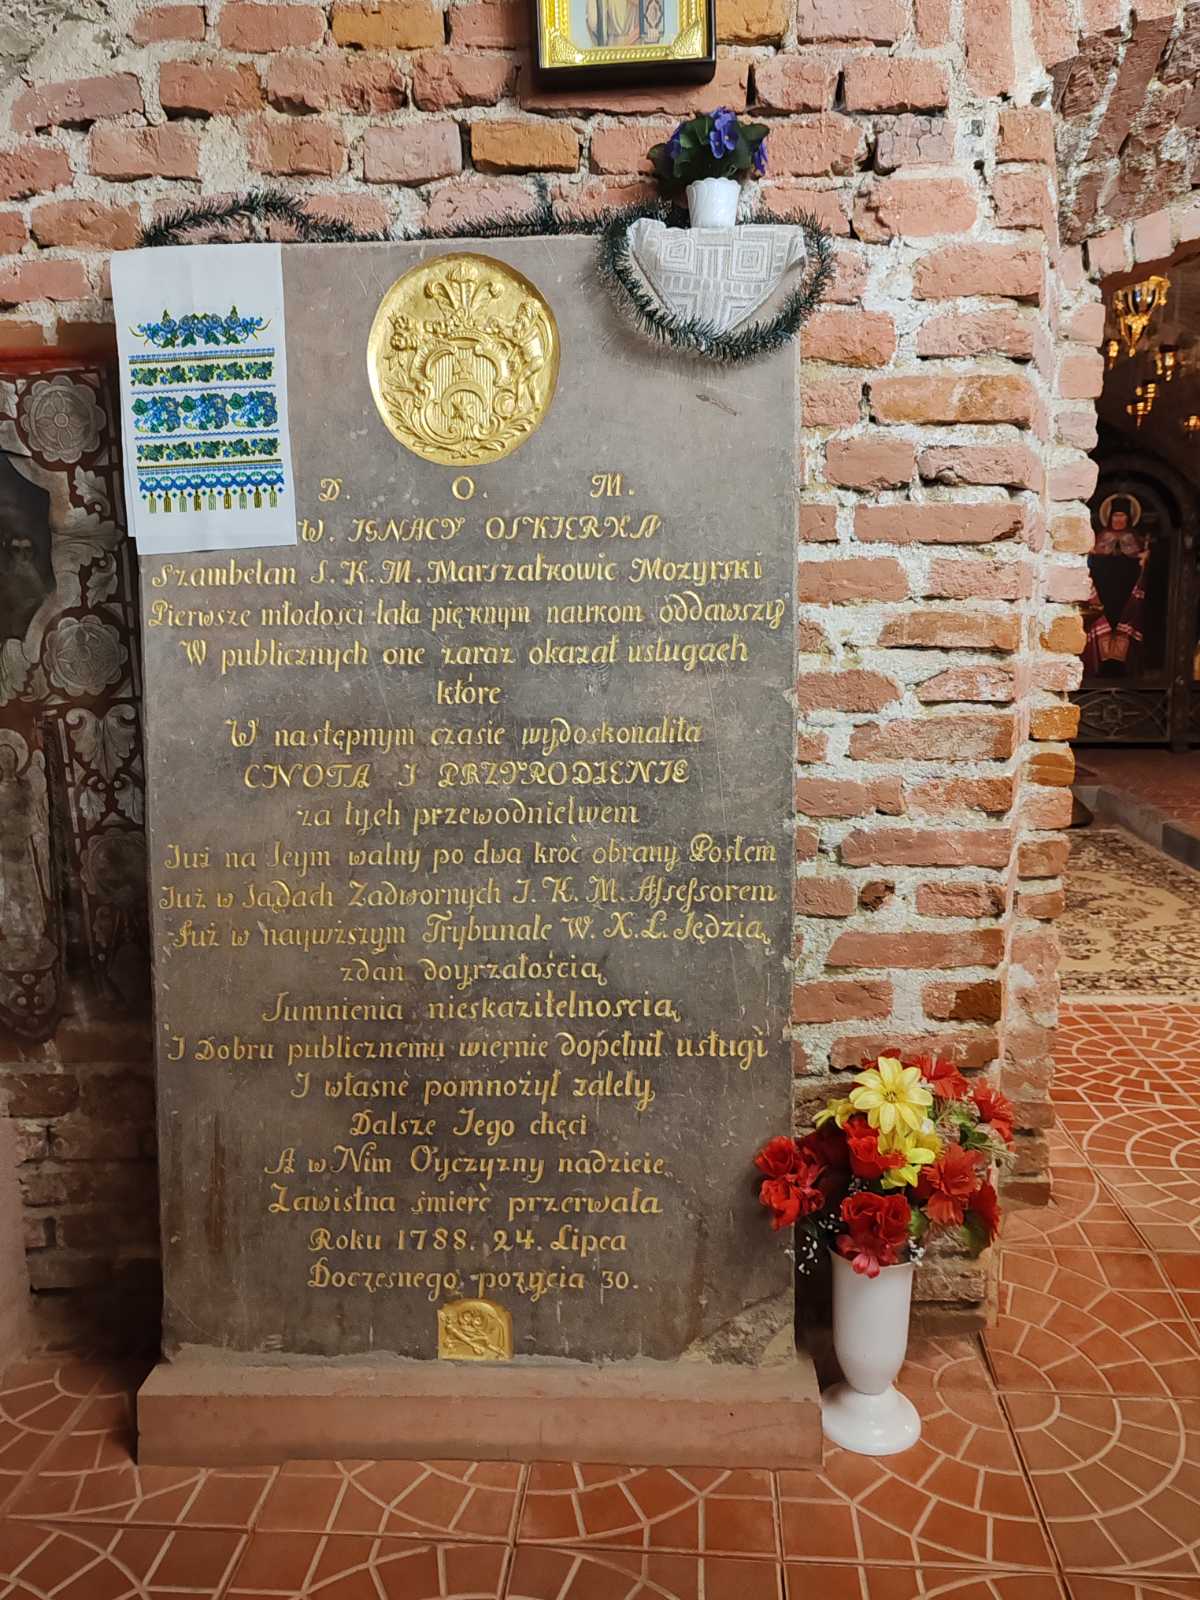 D. O. M.
W. IGNACY OSKIERKA
Szambelan J. K. M. Marszałkowic Mozyrski
Pierwsze młodosci lata pięknym naukom oddawszy
W publicznych one zaraz okazał usługach
które
W następnym czasie wydoskonaliła
CNOTA I PRZYRODZENIE
za tych przewodnictwem
Już na Seym walny po dwa kroć obrany Posłem
Już w Sądach Zadwornych J. K. M. Assessorem
Już w naywższym Trybunale W. X. L. Sędzią
zdań doyrzałością
Sumnienia nieskazitelnoscią
I Dobru publicznemu wiernie dopełnił usługi
I własne pomnożył zalety
Dalsze Jego chęci
A w Nim Oyczyzny nadzieie
Zawistna śmierć przerwała
Roku 1788. 24. Lipca
Doczesnego pożycia 30.